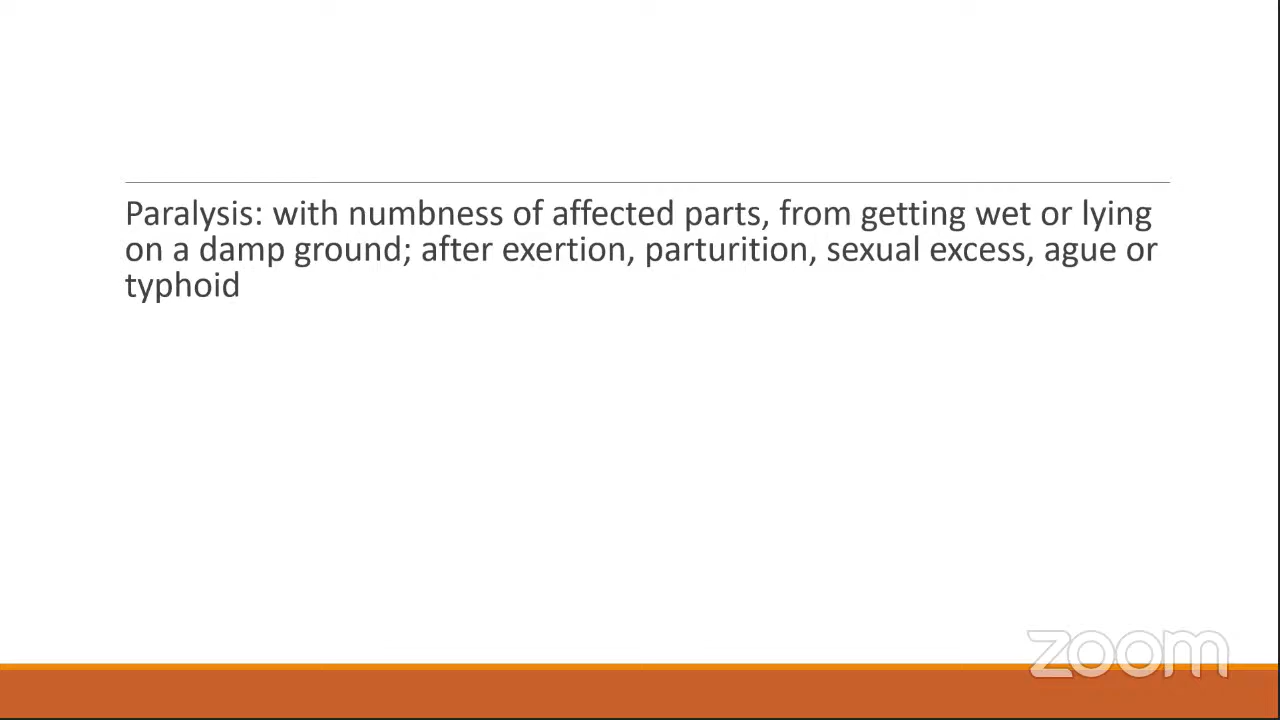 Paralysis: with numbness of affected parts, from getting wet or lying
on a damp ground; after exertion, parturition, sexual excess, ague or
typhoid
zoom